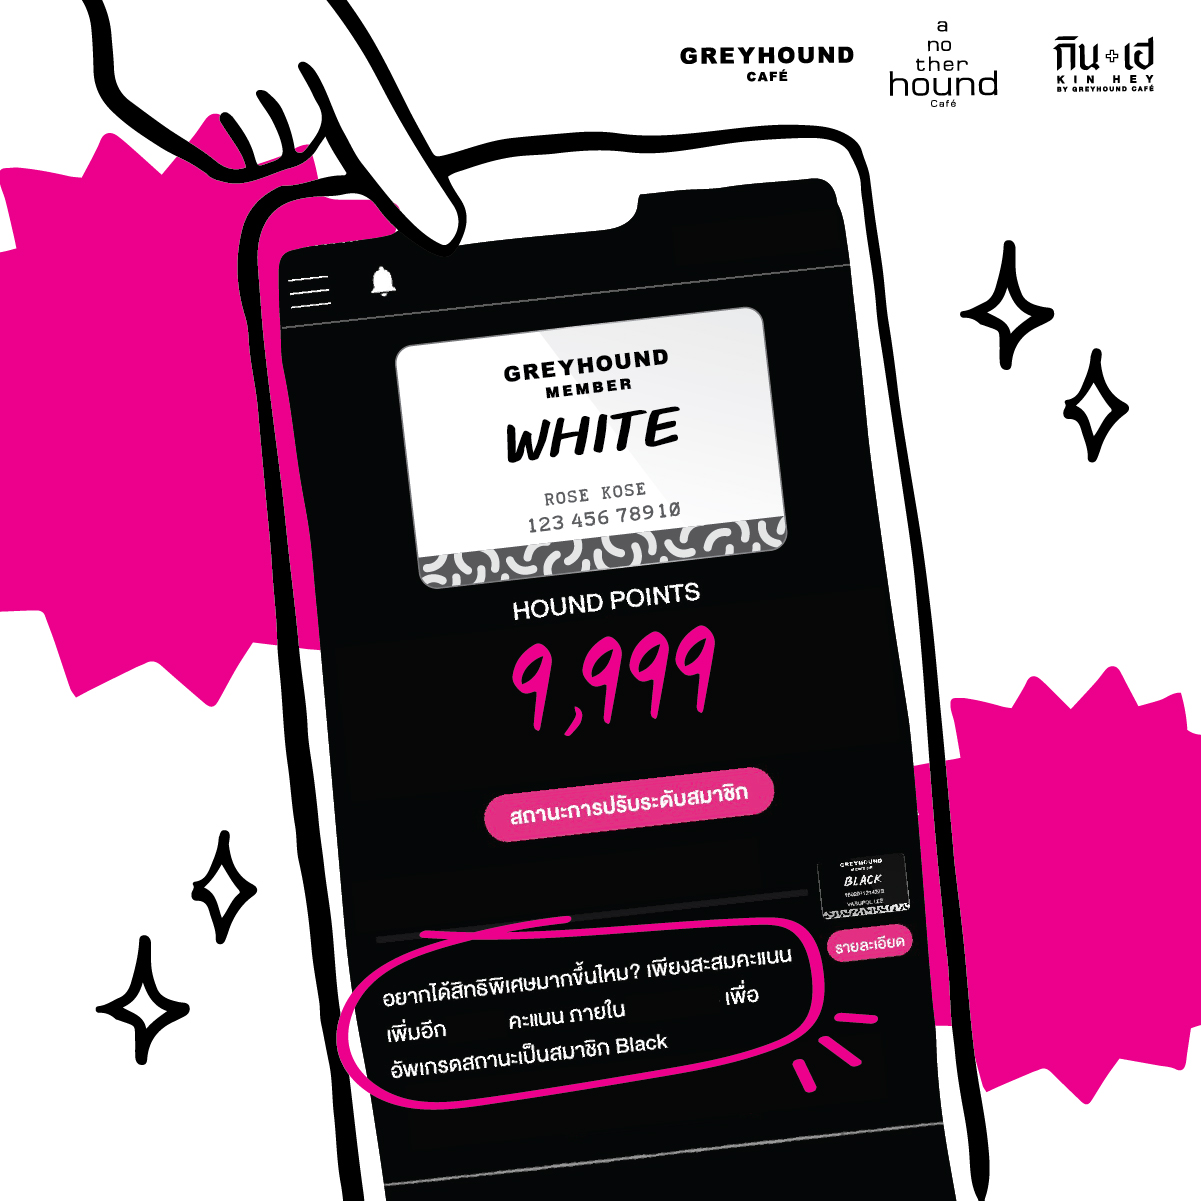 GREYHOUND
CAFÉ
a
no
ther
hound
Café
กิน+เฮ
KIN HEY
BY GREYHOUND CAFÉ
GREYHOUND
MEMBER
WHITE
ROSE KOSE
123 456 78910
HOUND POINTS
9,999
สถานะการปรับระดับสมาชิก
GREYHOUND
MEMBER
BLACK
รายละเอียด
อยากได้สิทธิพิเศษมากขึ้นไหม? เพียงสะสมคะแนน
เพิ่มอีก คะแนน ภายใน เพื่อ
อัพเกรดสถานะเป็นสมาชิก Black